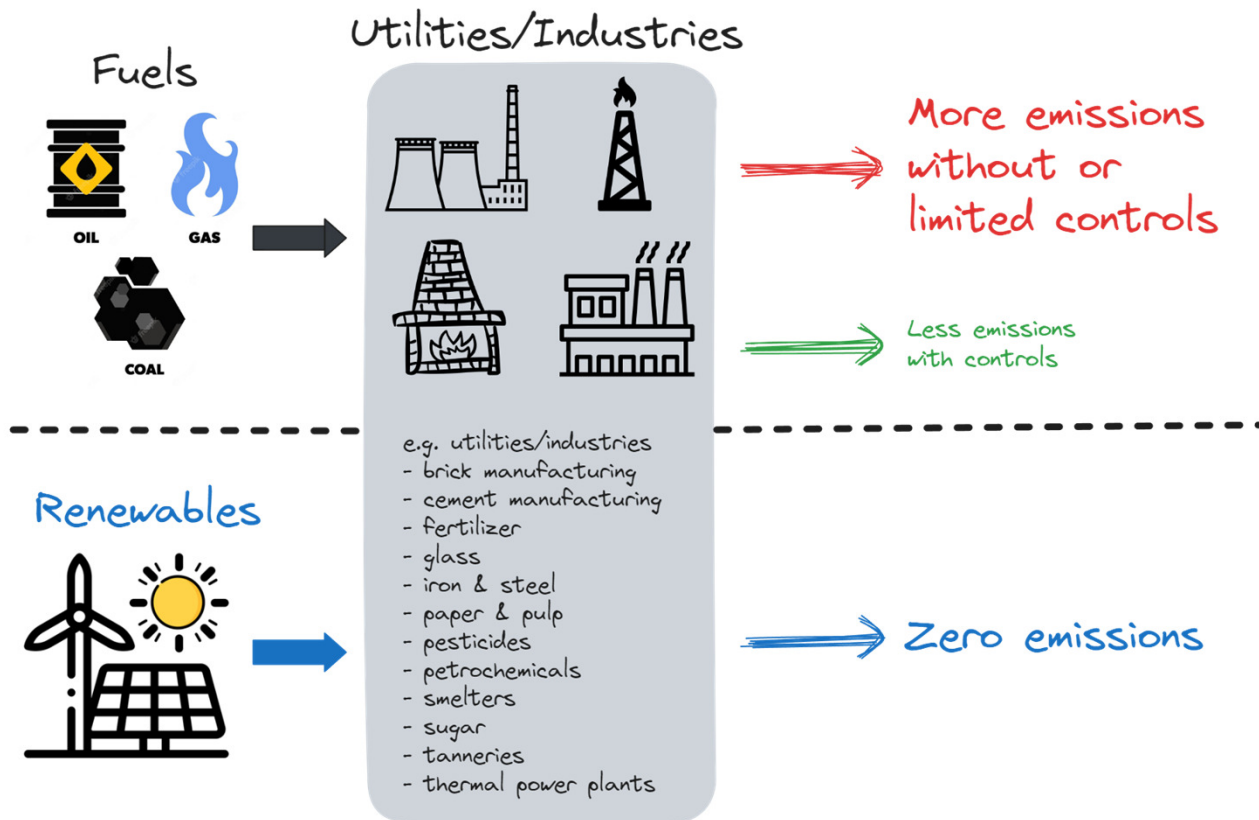 Utilities/Industries
Fuels
OIL
GAS
COAL
More emissions
without or
limited controls
Less emissions
with controls
e.g. utilities/industries
- brick manufacturing
- cement manufacturing
- fertilizer
- glass
- iron & steel
- paper & pulp
- pesticides
- petrochemicals
- smelters
- sugar
- tanneries
- thermal power plants
Renewables
Zero emissions